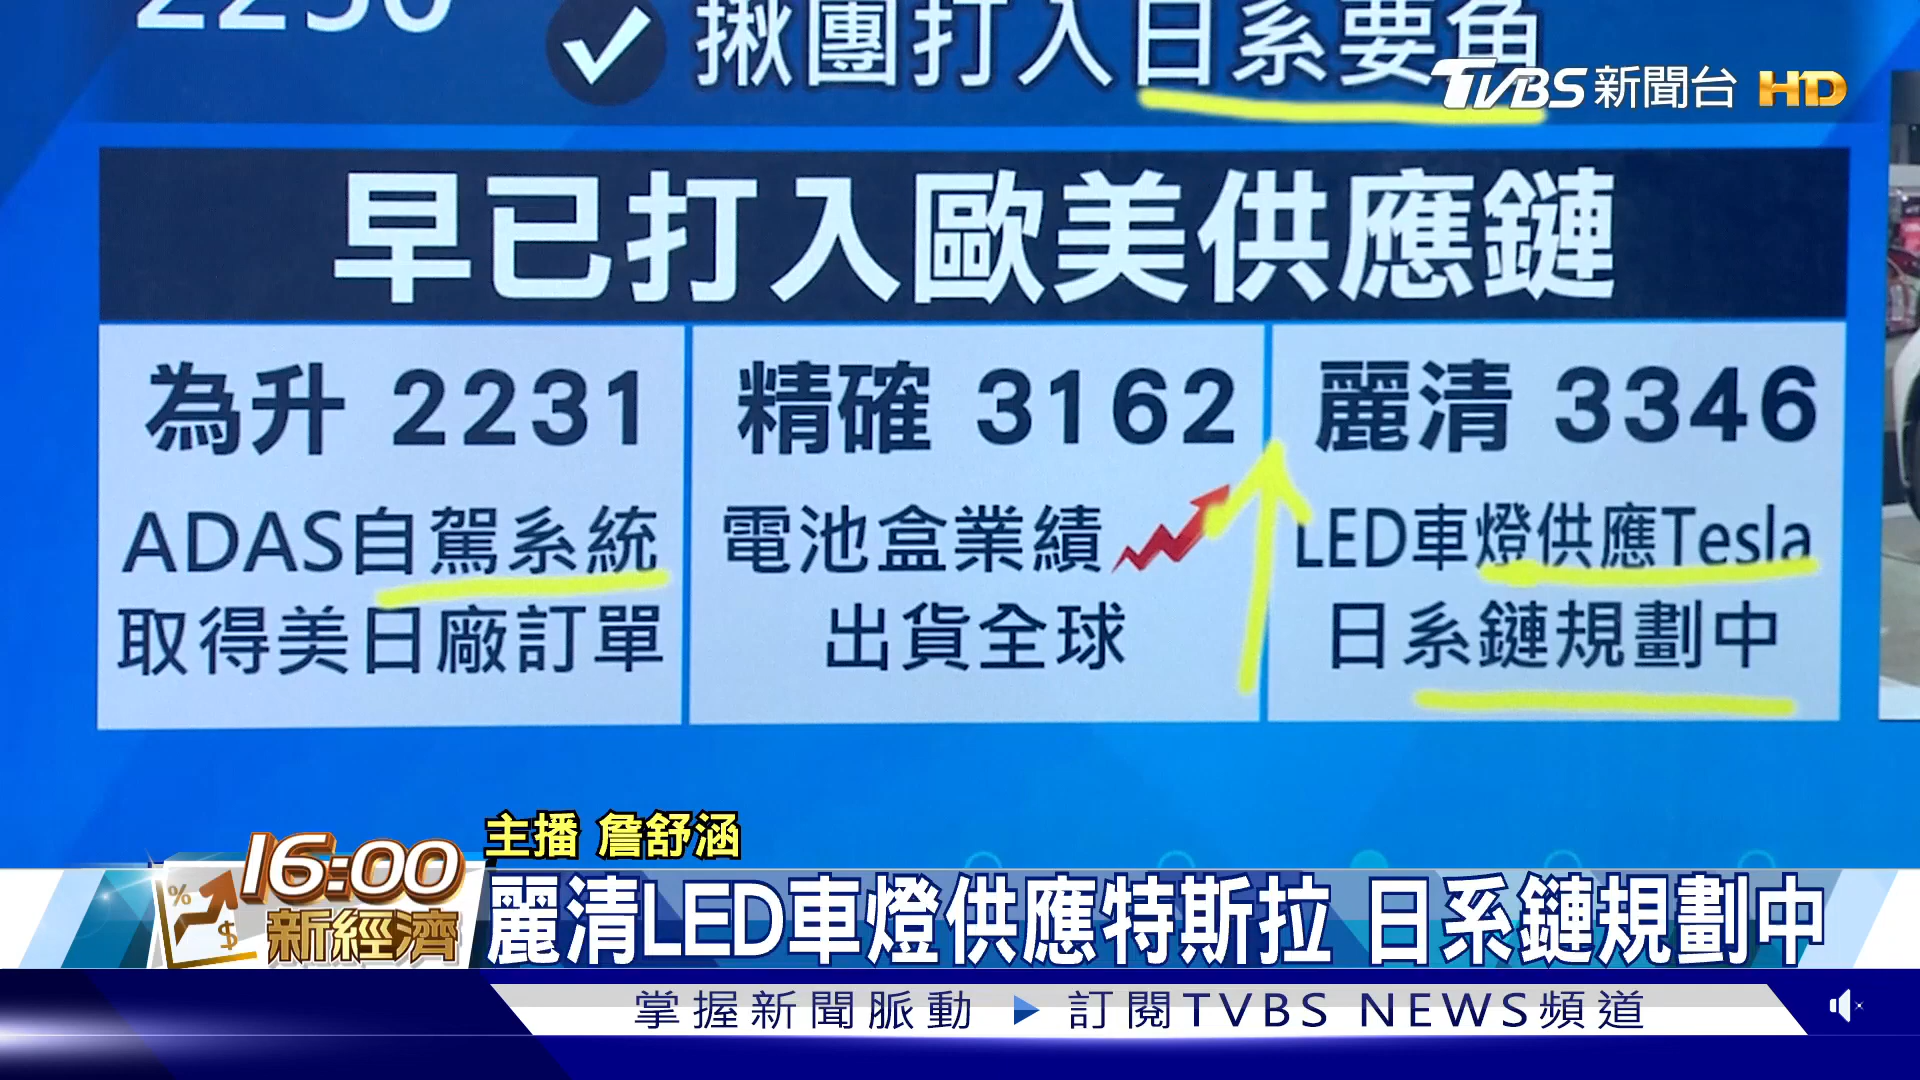 ✓ 揪團打入日系要角
TVBS新聞台 HD
早已打入歐美供應鏈
為升 2231
ADAS自駕系統
取得美日廠訂單
精確 3162
電池盒業績
出貨全球
麗清 3346
LED車燈供應Tesla
日系鏈規劃中
主播 詹舒涵
16:00
新經濟
麗清LED車燈供應特斯拉 日系鏈規劃中
掌握新聞脈動 ▶ 訂閱TVBS NEWS頻道